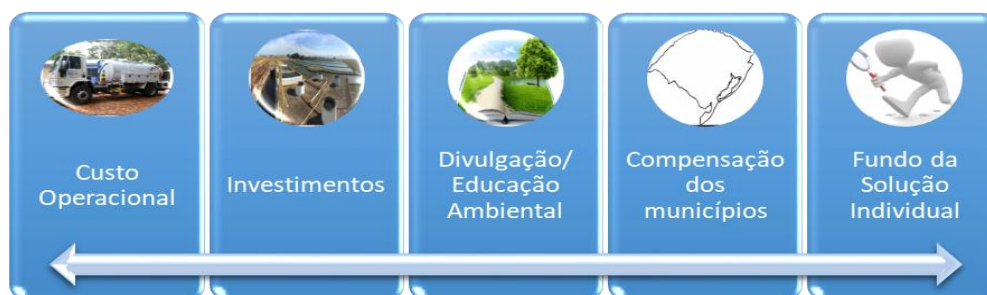 Custo
Operacional
Investimentos
Divulgação/
Educação
Ambiental
Compensação
dos
municípios
Fundo da
Solução
Individual